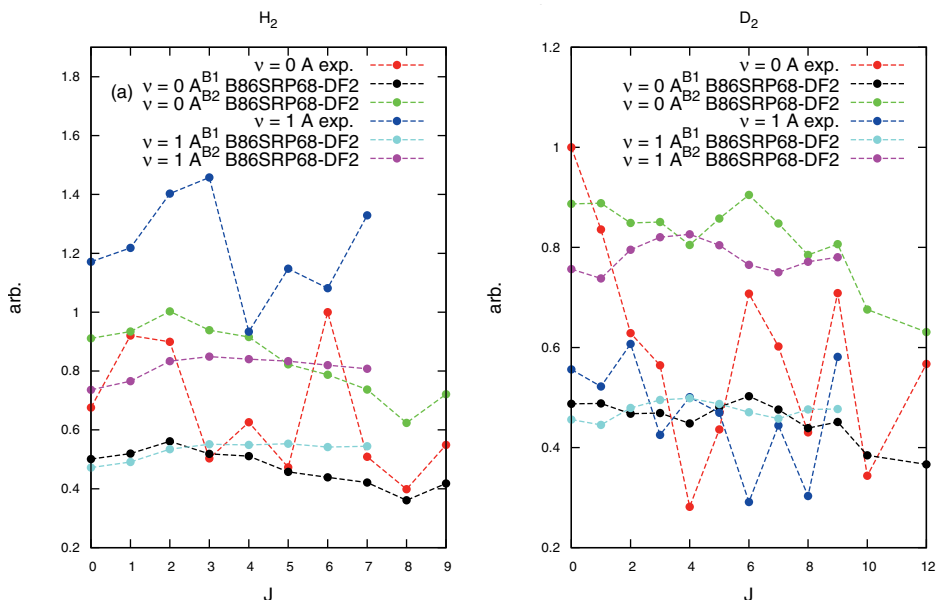 H2
1.8
1.6
1.4
1.2
1
0.8
0.6
0.4
0.2
arb.
(a)
ν = 0 A exp.
ν = 0 A^B1 B86SRP68-DF2
ν = 0 A^B2 B86SRP68-DF2
ν = 1 A exp.
ν = 1 A^B1 B86SRP68-DF2
ν = 1 A^B2 B86SRP68-DF2
0 1 2 3 4 5 6 7 8 9
J
D2
1.2
1
0.8
0.6
0.4
0.2
arb.
ν = 0 A exp.
ν = 0 A^B1 B86SRP68-DF2
ν = 0 A^B2 B86SRP68-DF2
ν = 1 A exp.
ν = 1 A^B1 B86SRP68-DF2
ν = 1 A^B2 B86SRP68-DF2
0 2 4 6 8 10 12
J